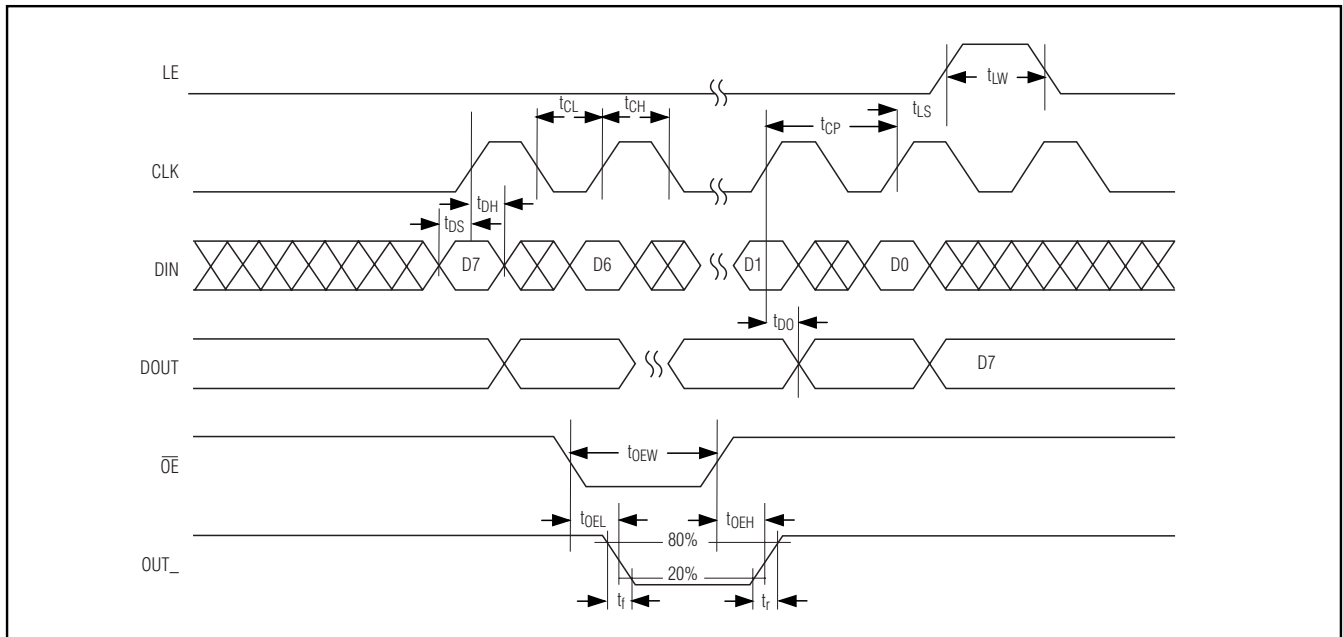 LE
tLW
tCL
tCH
tLS
tCP
CLK
tDH
tDS
DIN
D7
D6
D1
D0
tDO
DOUT
D7
OE
tOEW
tOEL
tOEH
80%
OUT_
20%
tf
tr